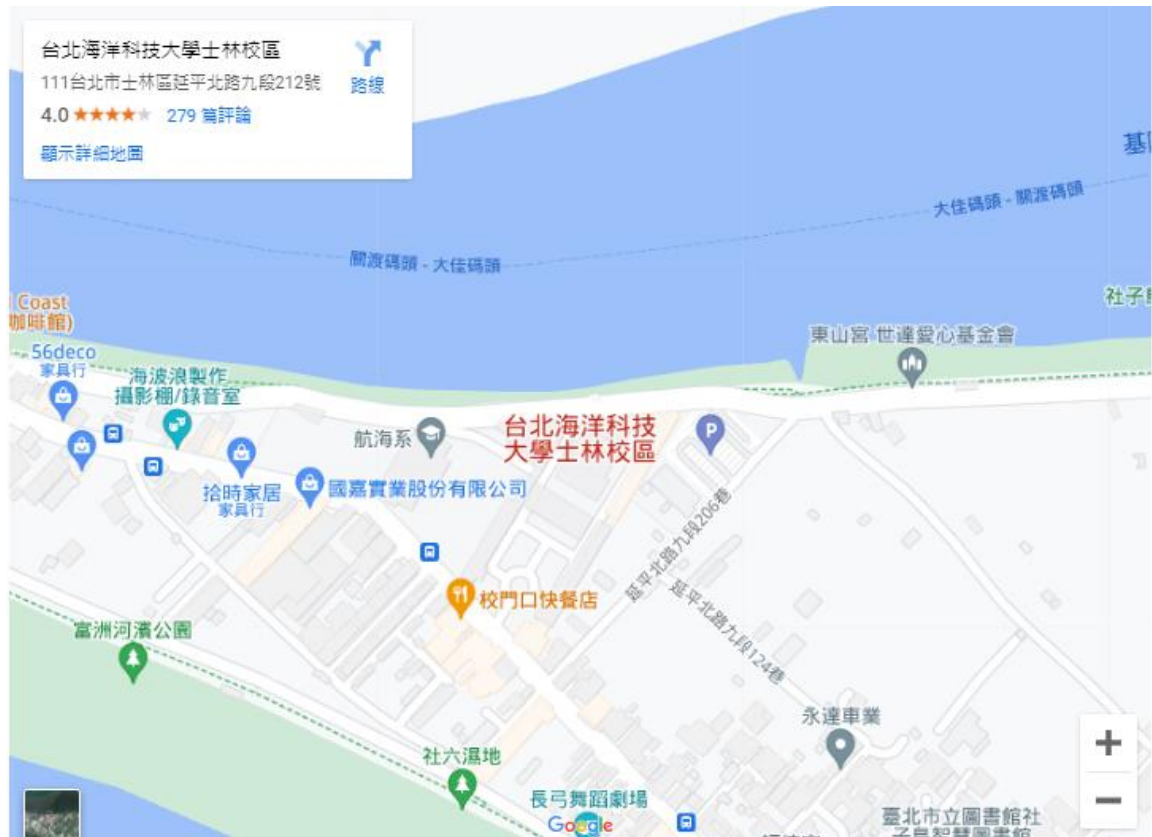 台北海洋科技大學士林校區
路線
111台北市士林區延平北路九段212號
4.0
279 篇評論
顯示詳細地圖
大佳碼頭 - 關渡碼頭
關渡碼頭 - 大佳碼頭
Coast
咖啡館)
社子
東山宮 世達愛心基金會
56deco
家具行
海波浪製作
攝影棚/錄音室
航海系
台北海洋科技
大學士林校區
P
拾時家居
家具行
國嘉實業股份有限公司
延平北路九段206巷
校門口快餐店
延平北路九段124巷
富洲河濱公園
永達車業
社六濕地
長弓舞蹈劇場
Google
臺北市立圖書館社
子島智慧圖書館
+
−